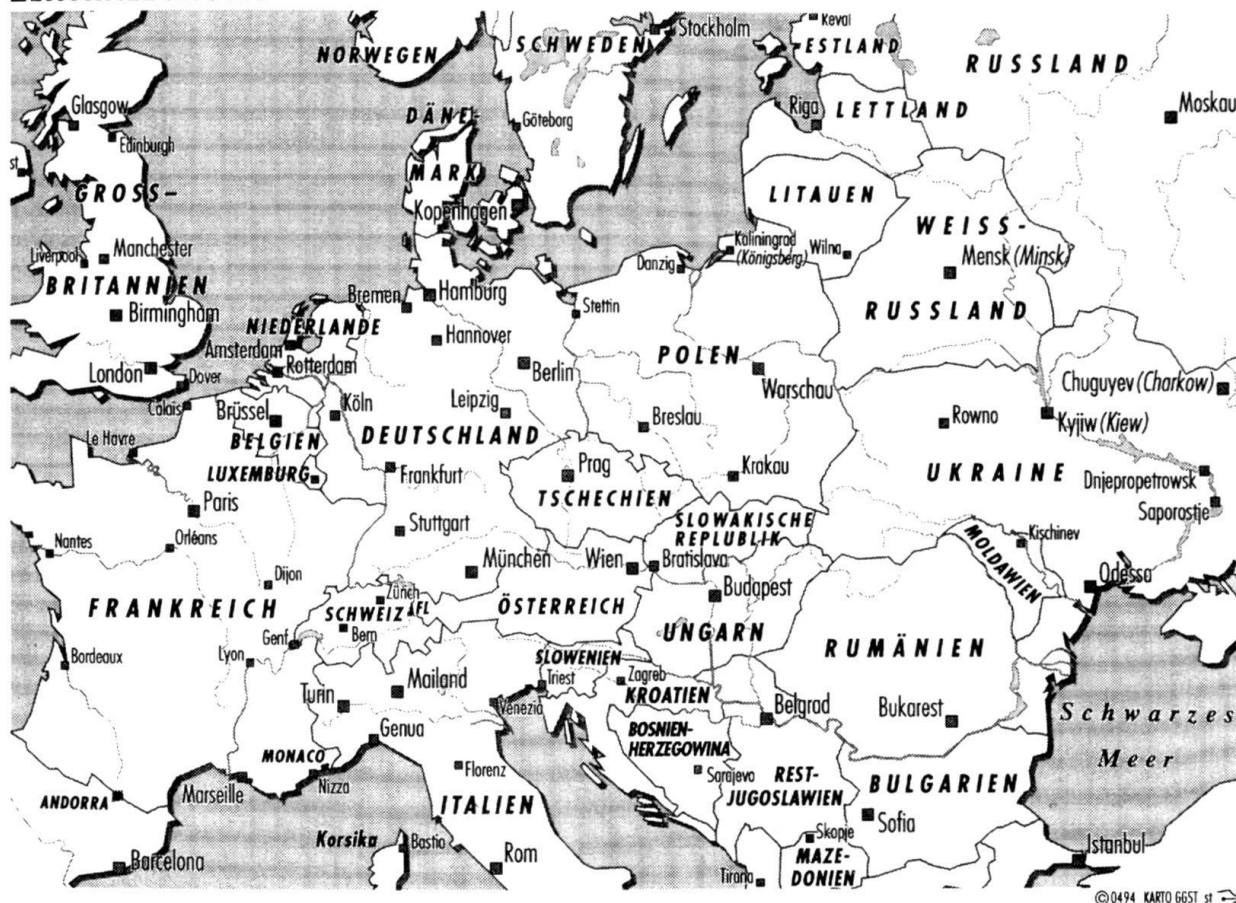 Stockholm
Keval
NORWEGEN
SCHWEDEN
ESTLAND
RUSSLAND
Glasgow
DÄNE-
Göteborg
Riga
LETTLAND
Moskau
Edinburgh
st
MARK
GROSS-
LITAUEN
Kopenhagen
WEISS-
Liverpool
Manchester
Danzig
Kaliningrad
(Königsberg)
Wilna
Mensk (Minsk)
BRITANNIEN
Bremen
Hamburg
Stettin
RUSSLAND
Birmingham
NIEDERLANDE
Hannover
Amsterdam
POLEN
London
Dover
Rotterdam
Berlin
Warschau
Chuguyev (Charkow)
Calais
Brüssel
Köln
Leipzig
Breslau
Rowno
Kyjiw (Kiew)
Le Havre
BELGIEN
DEUTSCHLAND
LUXEMBURG
Frankfurt
Prag
Krakau
UKRAINE
Dnjepropetrowsk
TSCHECHIEN
Paris
Saporostje
Stuttgart
SLOWAKISCHE
REPLUBLIK
Nantes
Orléans
Kischinev
MOLDAWIEN
München
Wien
Bratislava
Dijon
Budapest
Odessa
FRANKREICH
Zürich
SCHWEIZ
FL
ÖSTERREICH
Bern
Genf
UNGARN
RUMÄNIEN
Bordeaux
Lyon
SLOWENIEN
Triest
Zagreb
Mailand
KROATIEN
Turin
Venezia
Belgrad
Bukarest
Schwarzes
Meer
Genua
BOSNIEN-
HERZEGOWINA
MONACO
Florenz
Sarajevo
REST-
JUGOSLAWIEN
BULGARIEN
Nizza
ANDORRA
Marseille
ITALIEN
Sofia
Korsika
Bastia
Skopje
Barcelona
Rom
MAZE-
DONIEN
Istanbul
Tirona
©0494 KARTO GGST st